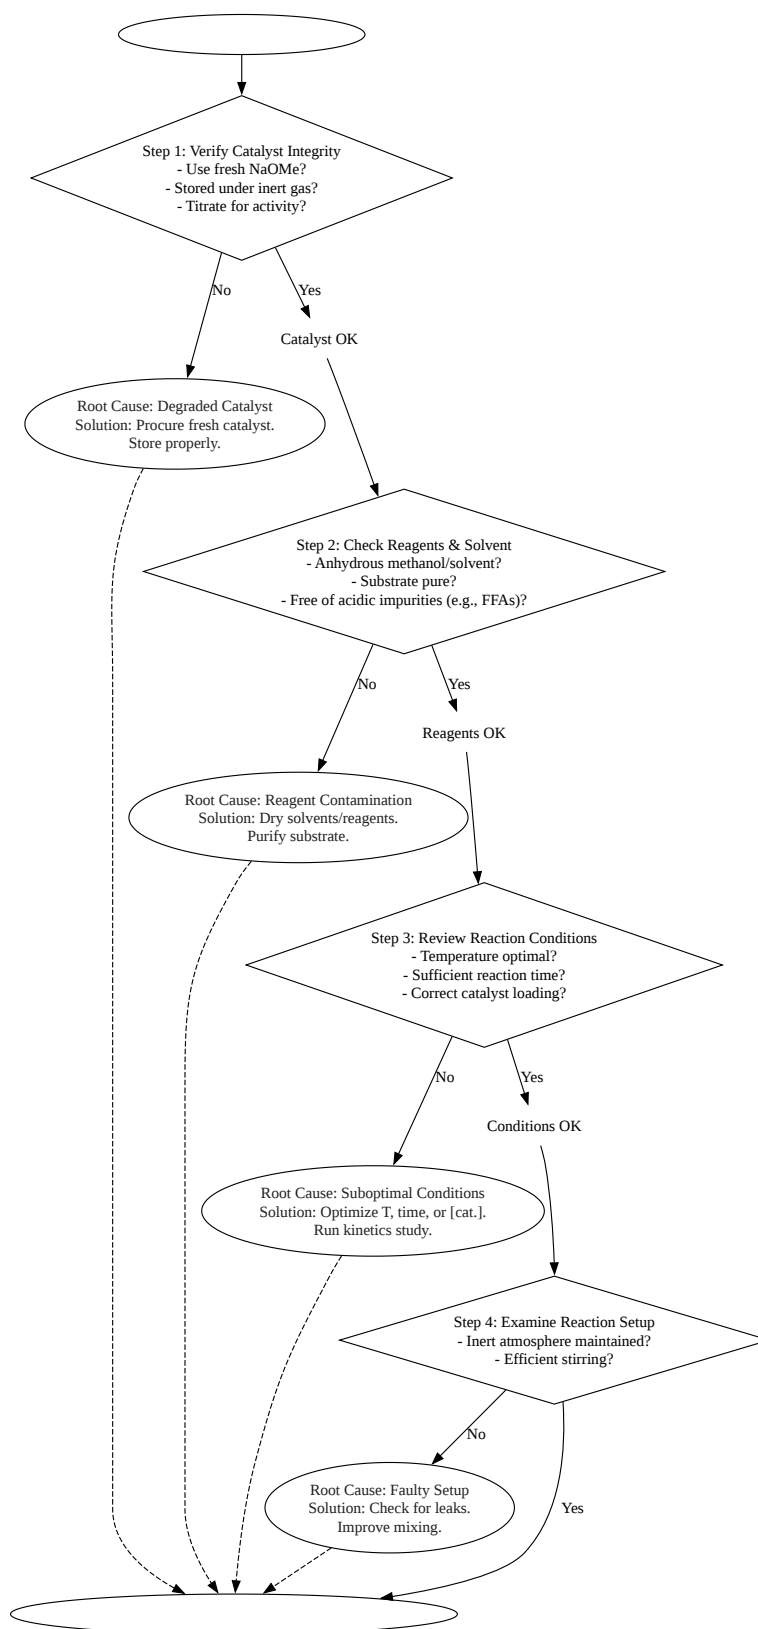 Step 1: Verify Catalyst Integrity
- Use fresh NaOMe?
- Stored under inert gas?
- Titrate for activity?
No
Yes
Catalyst OK
Root Cause: Degraded Catalyst
Solution: Procure fresh catalyst.
Store properly.
Step 2: Check Reagents & Solvent
- Anhydrous methanol/solvent?
- Substrate pure?
- Free of acidic impurities (e.g., FFAs)?
No
Yes
Reagents OK
Root Cause: Reagent Contamination
Solution: Dry solvents/reagents.
Purify substrate.
Step 3: Review Reaction Conditions
- Temperature optimal?
- Sufficient reaction time?
- Correct catalyst loading?
No
Yes
Conditions OK
Root Cause: Suboptimal Conditions
Solution: Optimize T, time, or [cat.].
Run kinetics study.
Step 4: Examine Reaction Setup
- Inert atmosphere maintained?
- Efficient stirring?
No
Yes
Root Cause: Faulty Setup
Solution: Check for leaks.
Improve mixing.